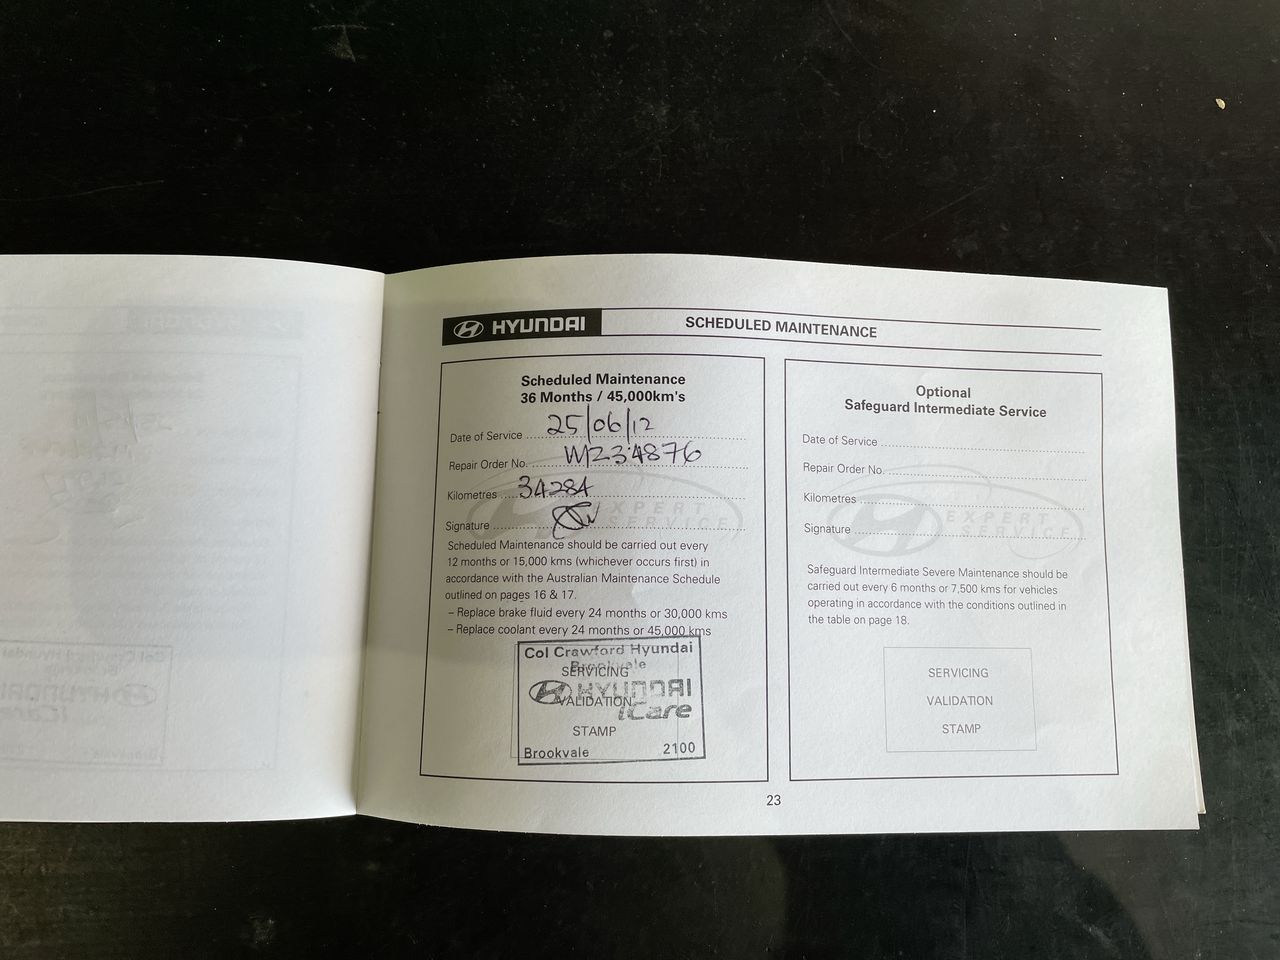 HYUNDAI
SCHEDULED MAINTENANCE
Scheduled Maintenance
36 Months / 45,000km's
Date of Service 25/06/12
Repair Order No. W234876
Kilometres 34284
Signature
EXPERT
SERVICE
Scheduled Maintenance should be carried out every
12 months or 15,000 kms (whichever occurs first) in
accordance with the Australian Maintenance Schedule
outlined on pages 16 & 17.
– Replace brake fluid every 24 months or 30,000 kms
– Replace coolant every 24 months or 45,000 kms
Col Crawford Hyundai
Brookvale
SERVICING
HYUNDAI
VALIDATION
iCare
STAMP
Brookvale 2100
Optional
Safeguard Intermediate Service
Date of Service
Repair Order No.
Kilometres
Signature
EXPERT
SERVICE
Safeguard Intermediate Severe Maintenance should be
carried out every 6 months or 7,500 kms for vehicles
operating in accordance with the conditions outlined in
the table on page 18.
SERVICING
VALIDATION
STAMP
23